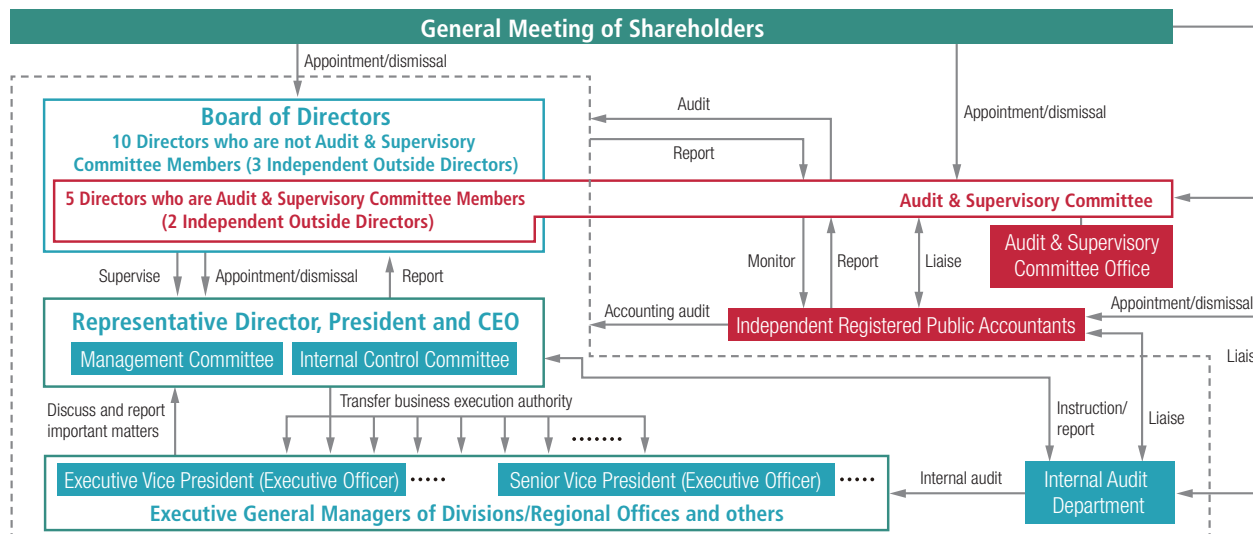 General Meeting of Shareholders
Appointment/dismissal
Board of Directors
10 Directors who are not Audit & Supervisory
Committee Members (3 Independent Outside Directors)
Audit
Report
Appointment/dismissal
5 Directors who are Audit & Supervisory Committee Members
(2 Independent Outside Directors)
Audit & Supervisory Committee
Audit & Supervisory
Committee Office
Supervise
Appointment/dismissal
Report
Monitor
Report
Liaise
Representative Director, President and CEO
Management Committee
Internal Control Committee
Accounting audit
Independent Registered Public Accountants
Appointment/dismissal
Discuss and report
important matters
Transfer business execution authority
Instruction/
report
Liaise
Executive Vice President (Executive Officer) .....
Senior Vice President (Executive Officer) .....
Executive General Managers of Divisions/Regional Offices and others
Internal audit
Internal Audit
Department